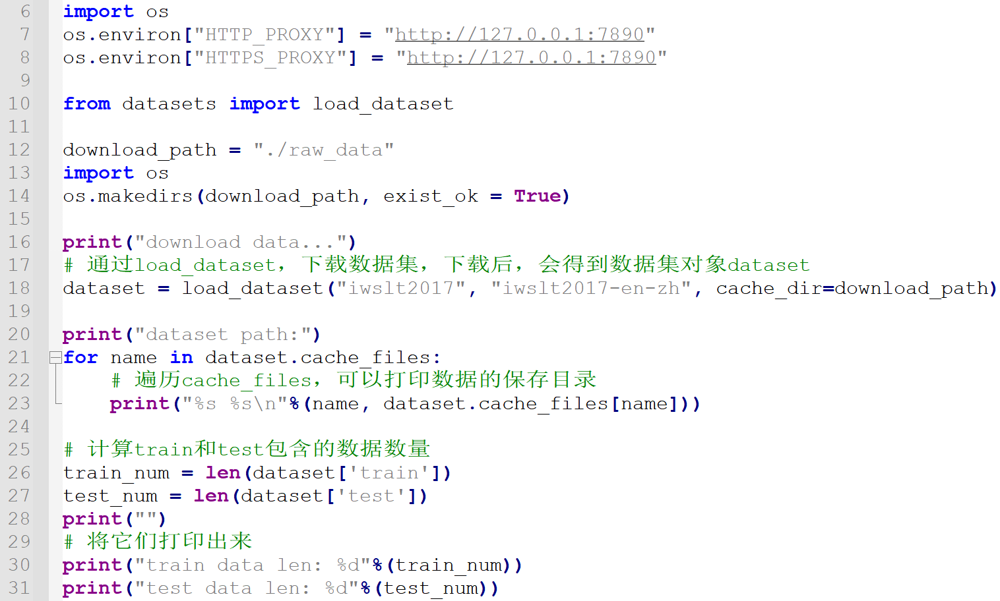 6 import os
7 os.environ["HTTP_PROXY"] = "http://127.0.0.1:7890"
8 os.environ["HTTPS_PROXY"] = "http://127.0.0.1:7890"
9
10 from datasets import load_dataset
11
12 download_path = "./raw_data"
13 import os
14 os.makedirs(download_path, exist_ok = True)
15
16 print("download data...")
17 # 通过load_dataset，下载数据集，下载后，会得到数据集对象dataset
18 dataset = load_dataset("iwslt2017", "iwslt2017-en-zh", cache_dir=download_path)
19
20 print("dataset path:")
21 for name in dataset.cache_files:
22     # 遍历cache_files，可以打印数据的保存目录
23     print("%s %s\n"%(name, dataset.cache_files[name]))
24
25 # 计算train和test包含的数据数量
26 train_num = len(dataset['train'])
27 test_num = len(dataset['test'])
28 print("")
29 # 将它们打印出来
30 print("train data len: %d"%(train_num))
31 print("test data len: %d"%(test_num))